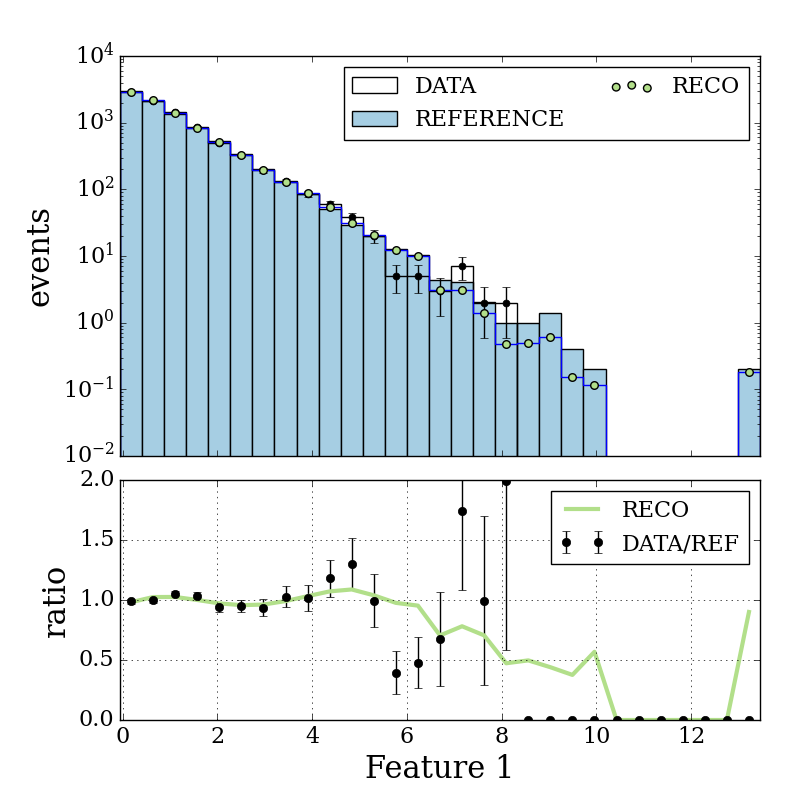 10^4
10^3
10^2
10^1
10^0
10^-1
10^-2
events
DATA
REFERENCE
RECO
2.0
1.5
1.0
0.5
0.0
ratio
RECO
DATA/REF
0 2 4 6 8 10 12
Feature 1